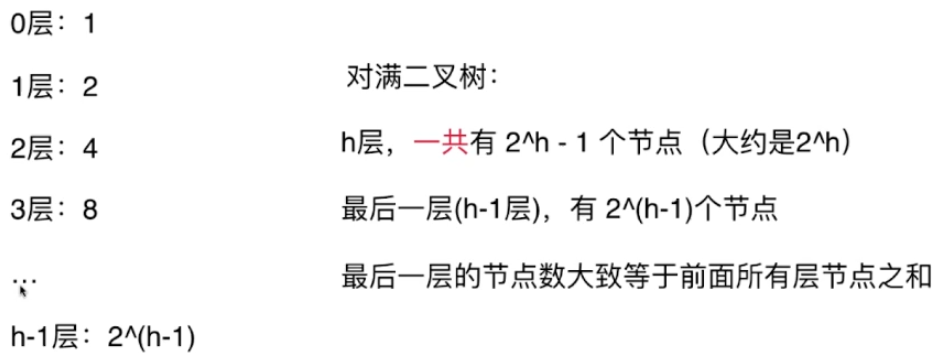 0层：1
1层：2
2层：4
3层：8
...
h-1层：2^(h-1)
对满二叉树：
h层，一共有 2^h - 1 个节点（大约是2^h）
最后一层(h-1层)，有 2^(h-1)个节点
最后一层的节点数大致等于前面所有层节点之和